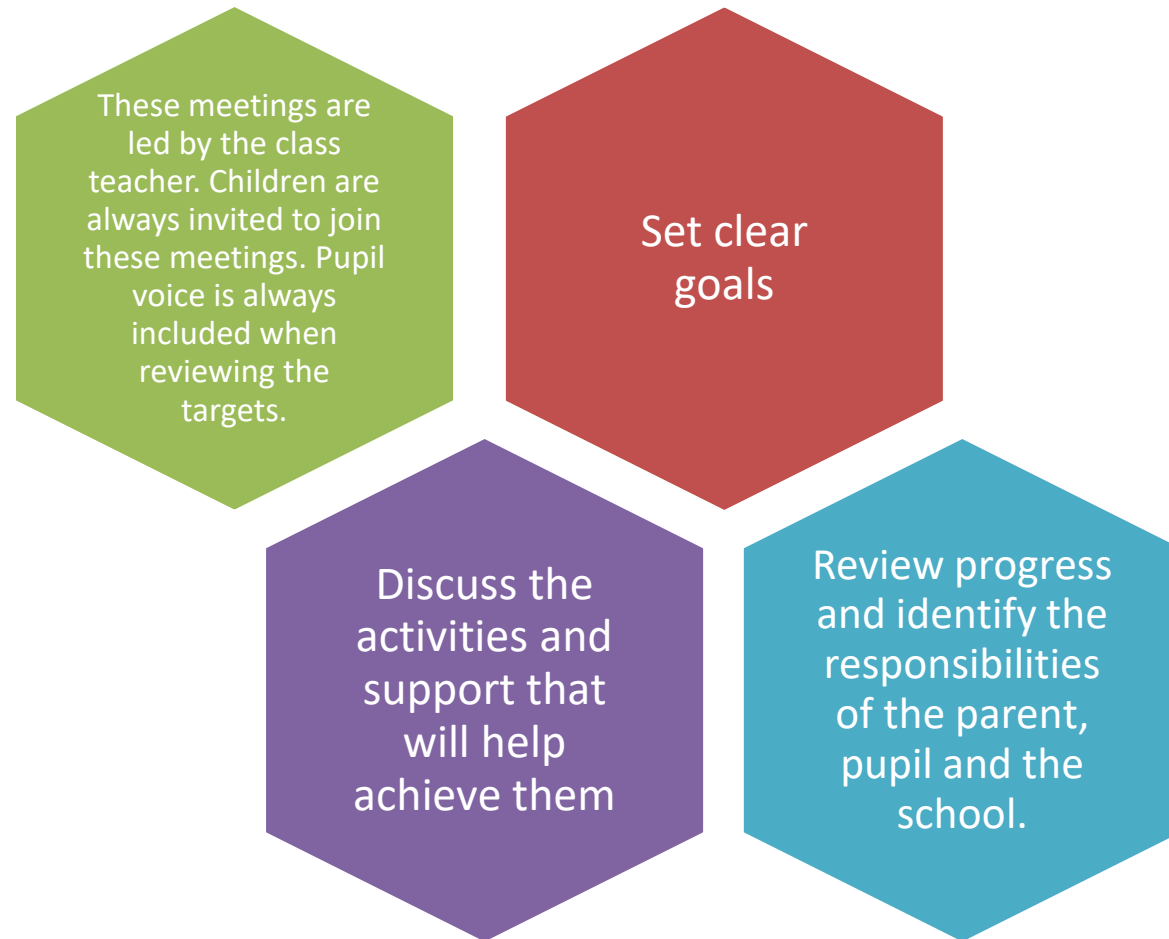 These meetings are
led by the class
teacher. Children are
always invited to join
these meetings. Pupil
voice is always
included when
reviewing the
targets.
Set clear
goals
Discuss the
activities and
support that
will help
achieve them
Review progress
and identify the
responsibilities
of the parent,
pupil and the
school.